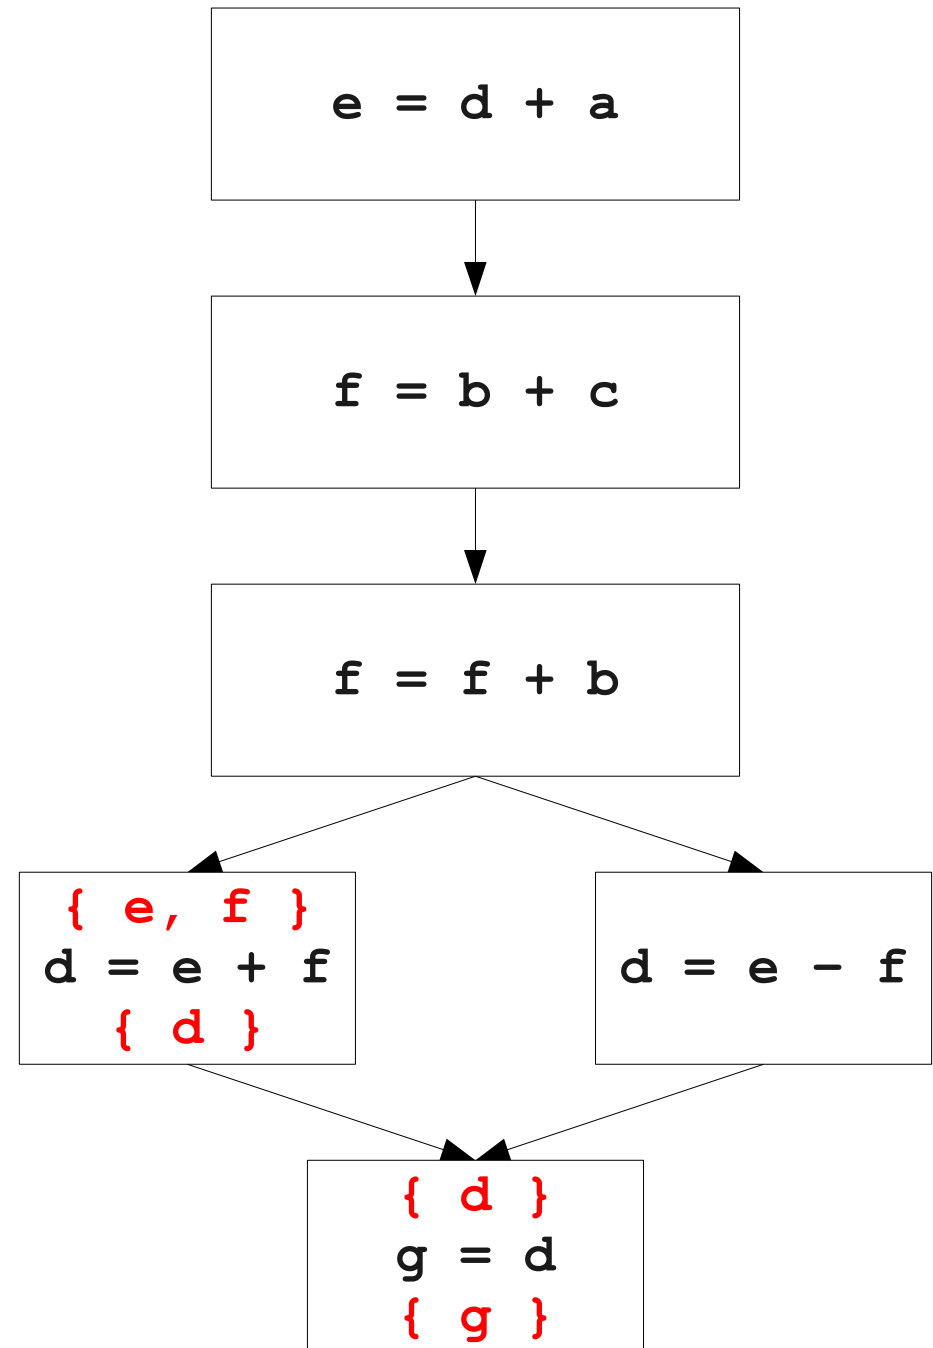 e = d + a
f = b + c
f = f + b
{ e, f }
d = e + f
{ d }
d = e - f
{ d }
g = d
{ g }